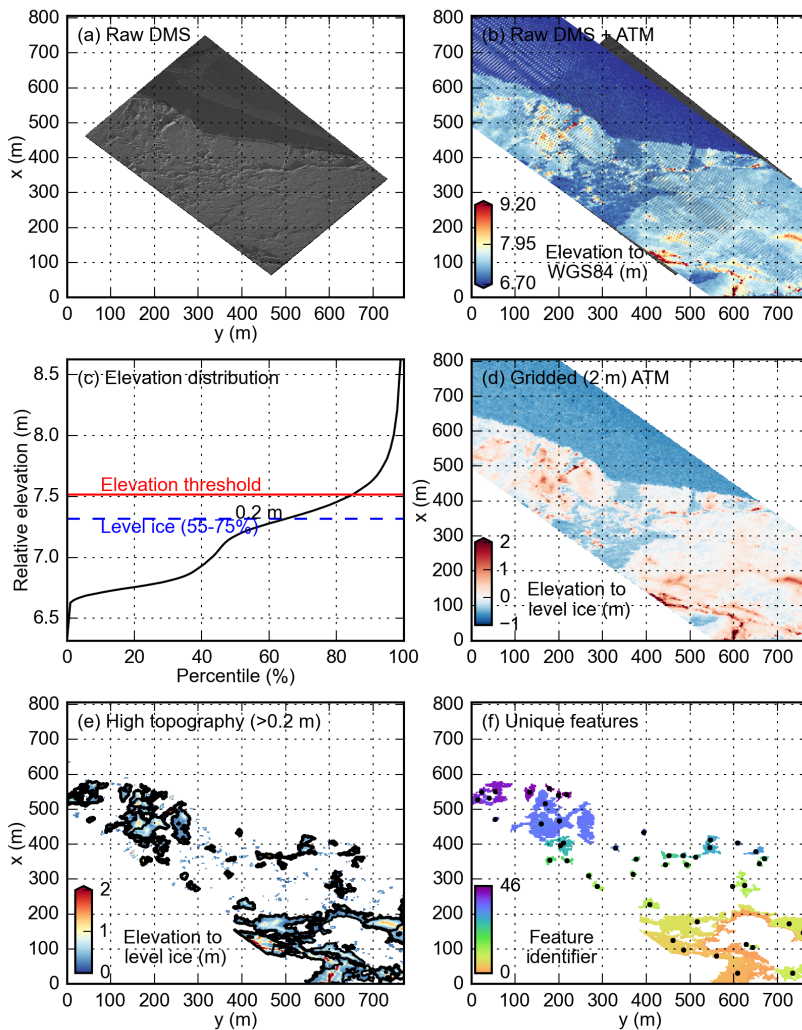 800
700
600
500
400
300
200
100
0
x (m)
(a) Raw DMS
0 100 200 300 400 500 600 700
y (m)
(b) Raw DMS + ATM
800
700
600
500
400
300
200
100
0
9.20
7.95
6.70
Elevation to
WGS84 (m)
0 100 200 300 400 500 600 700
8.5
8.0
7.5
7.0
6.5
Relative elevation (m)
(c) Elevation distribution
Elevation threshold
0.2 m
Level ice (55-75%)
0 20 40 60 80 100
Percentile (%)
(d) Gridded (2 m) ATM
800
700
600
500
400
300
200
100
0
x (m)
2
1
0
−1
Elevation to
level ice (m)
0 100 200 300 400 500 600 700
(e) High topography (>0.2 m)
800
700
600
500
400
300
200
100
0
x (m)
2
1
0
Elevation to
level ice (m)
0 100 200 300 400 500 600 700
y (m)
(f) Unique features
800
700
600
500
400
300
200
100
0
x (m)
46
0
Feature
identifier
0 100 200 300 400 500 600 700
y (m)